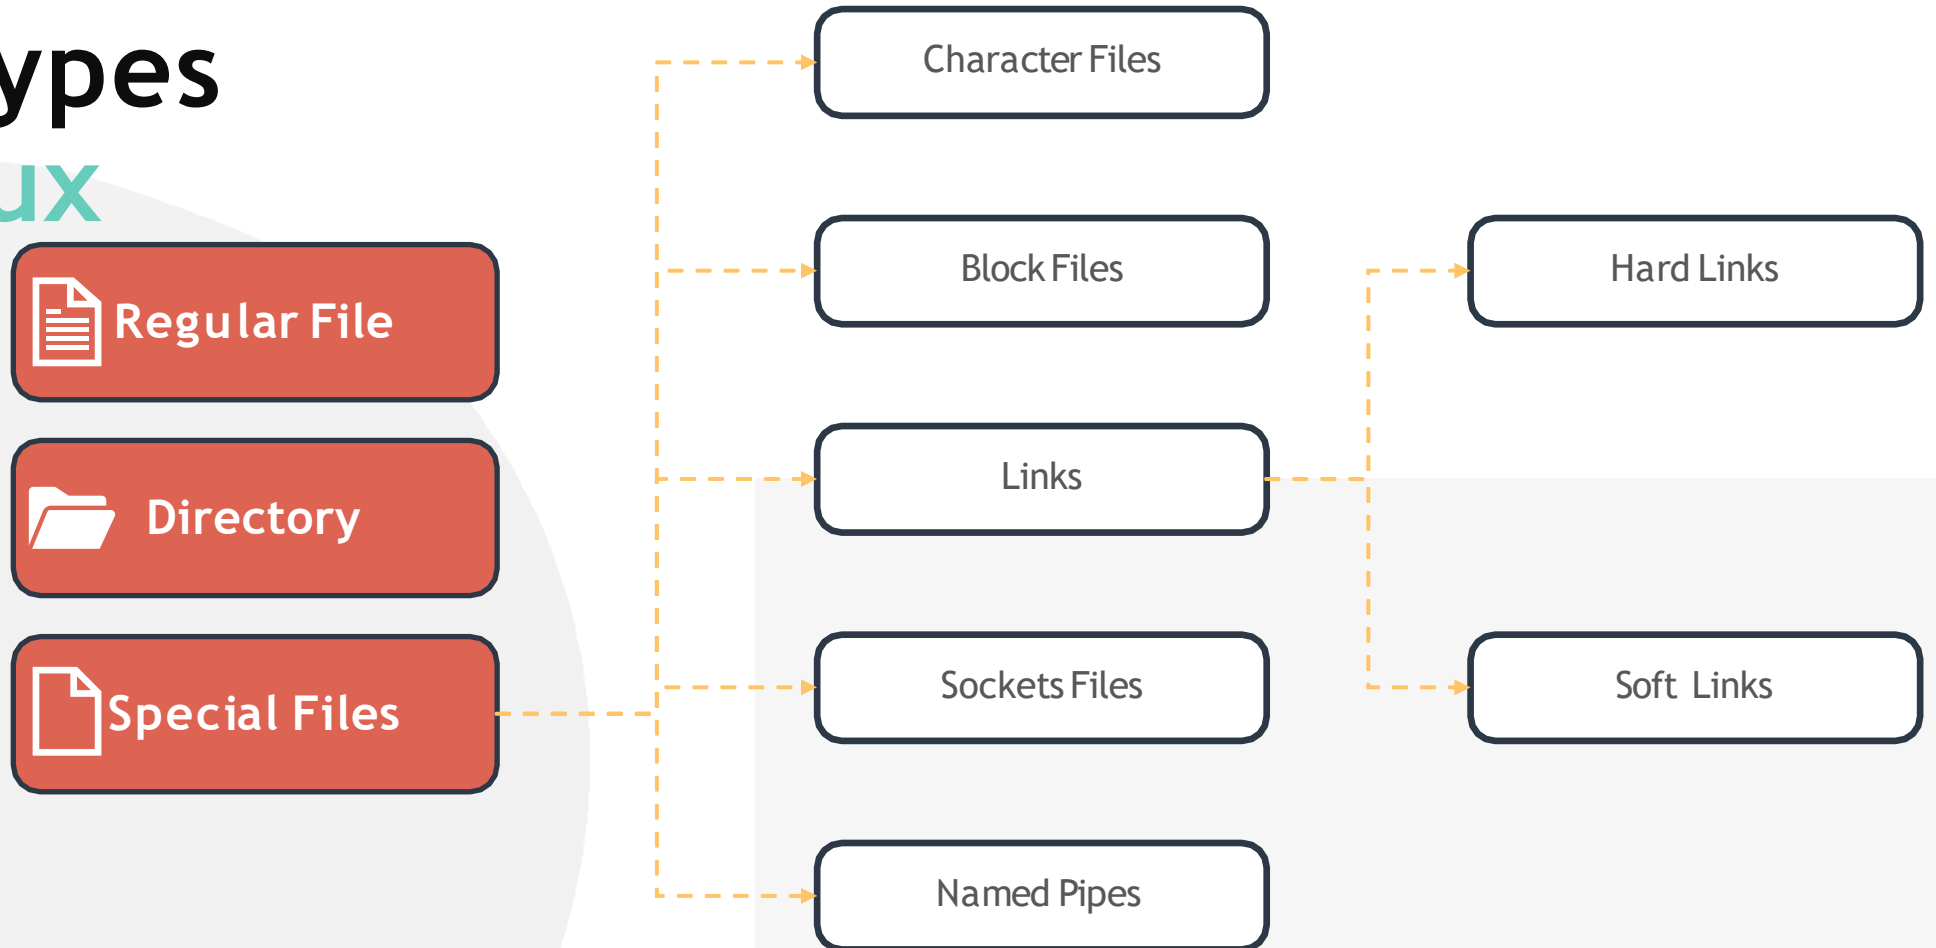 ypes
ux
Regular File
Directory
Special Files
Character Files
Block Files
Links
Sockets Files
Named Pipes
Hard Links
Soft Links